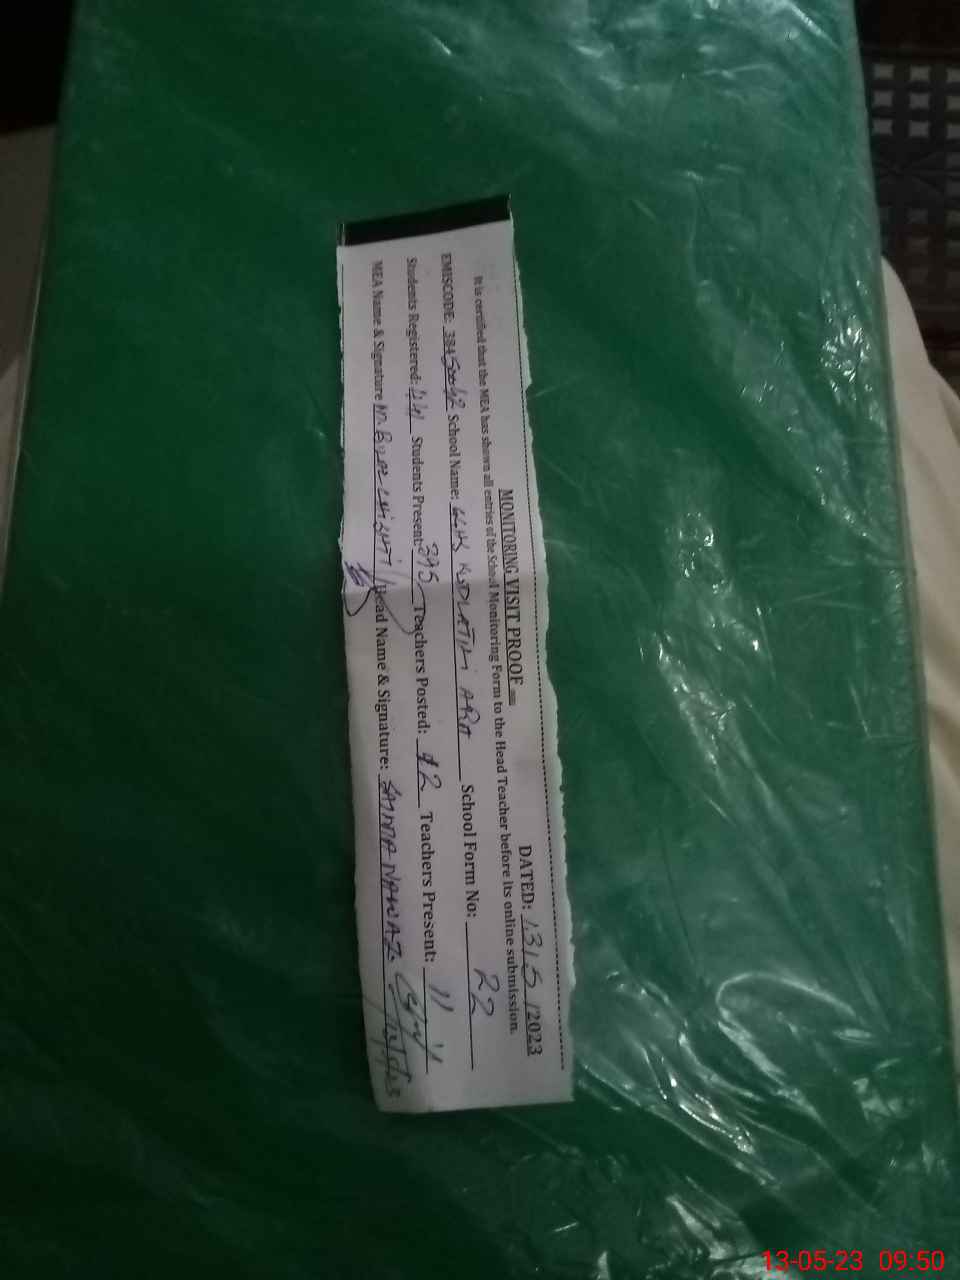 MONITORING VISIT PROOF DATED: 13/5/2023
It is certified that the MEA has shown all entries of the School Monitoring Form to the Head Teacher before its online submission.
EMISCODE: School Name: School Form No: 22
Students Registered: Students Present: 395 Teachers Posted: 12 Teachers Present: 11
MEA Name & Signature Head Name & Signature: SAIMA NAWAZ
13-05-23 09:50